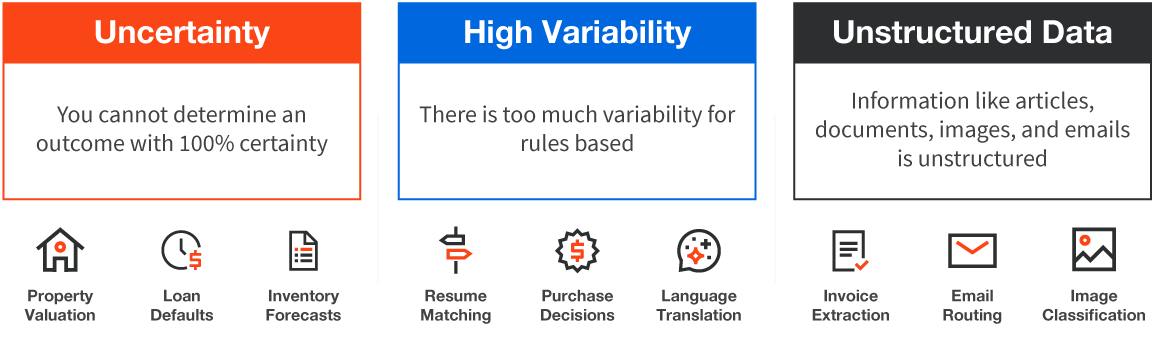 Uncertainty
You cannot determine an
outcome with 100% certainty
Property
Valuation
Loan
Defaults
Inventory
Forecasts
High Variability
There is too much variability for
rules based
Resume
Matching
Purchase
Decisions
Language
Translation
Unstructured Data
Information like articles,
documents, images, and emails
is unstructured
Invoice
Extraction
Email
Routing
Image
Classification